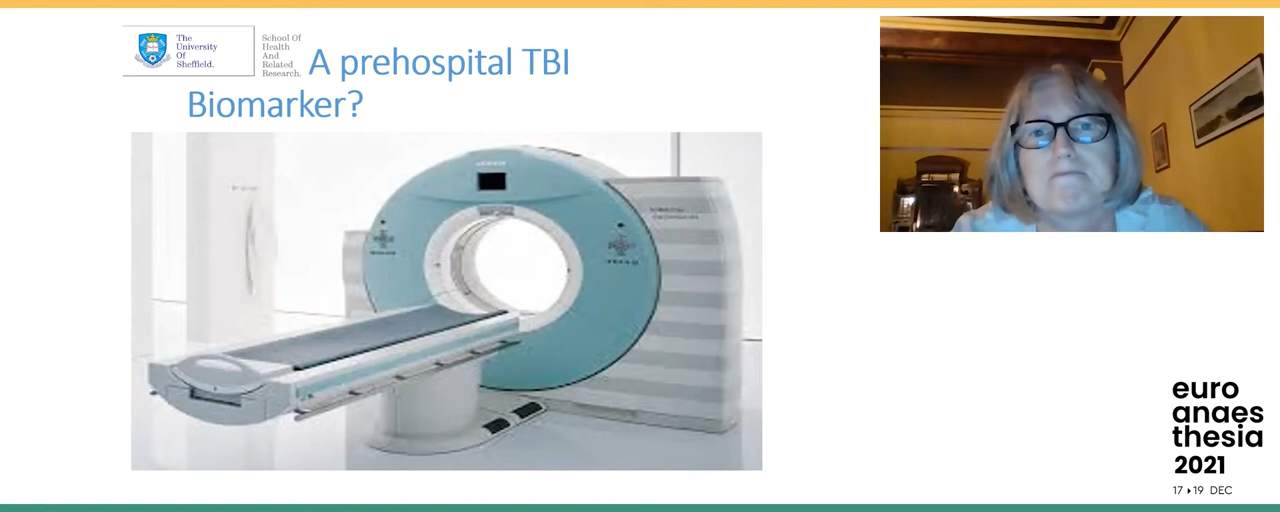 The
University
Of
Sheffield.
School Of
Health
And
Related
Research.
A prehospital TBI
Biomarker?
euro
anaes
thesia
2021
17 ▸ 19 DEC